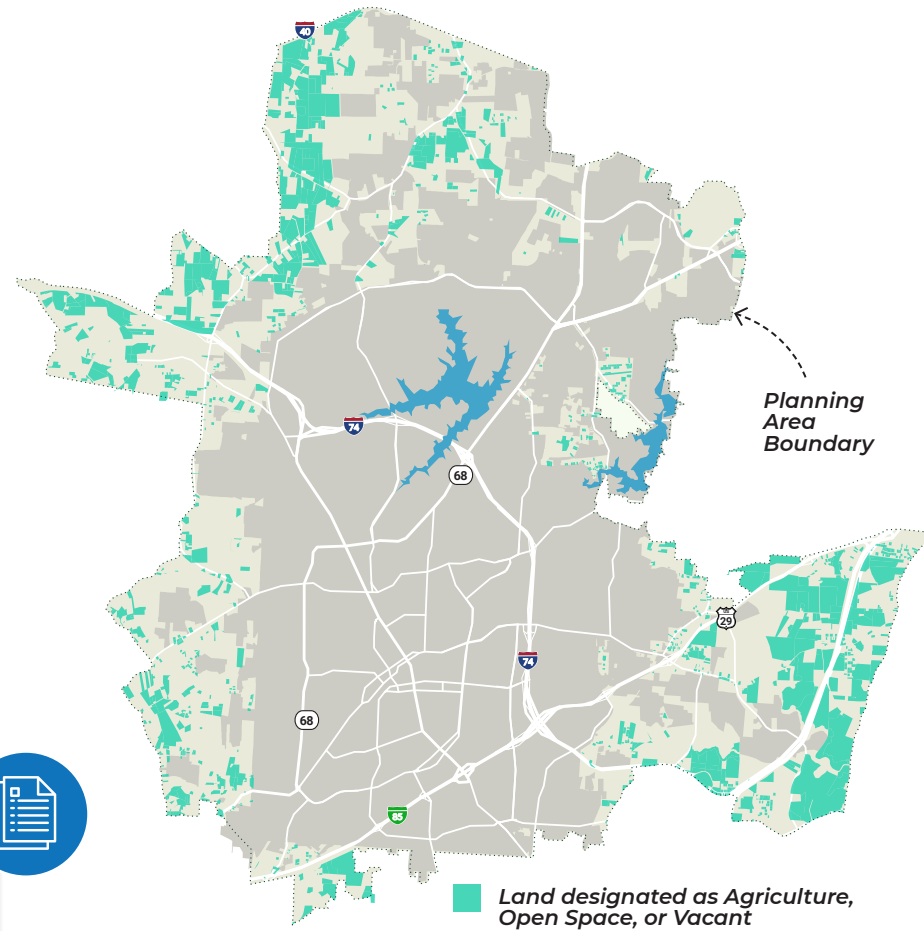 40
74
68
Planning
Area
Boundary
29
74
68
85
Land designated as Agriculture,
Open Space, or Vacant